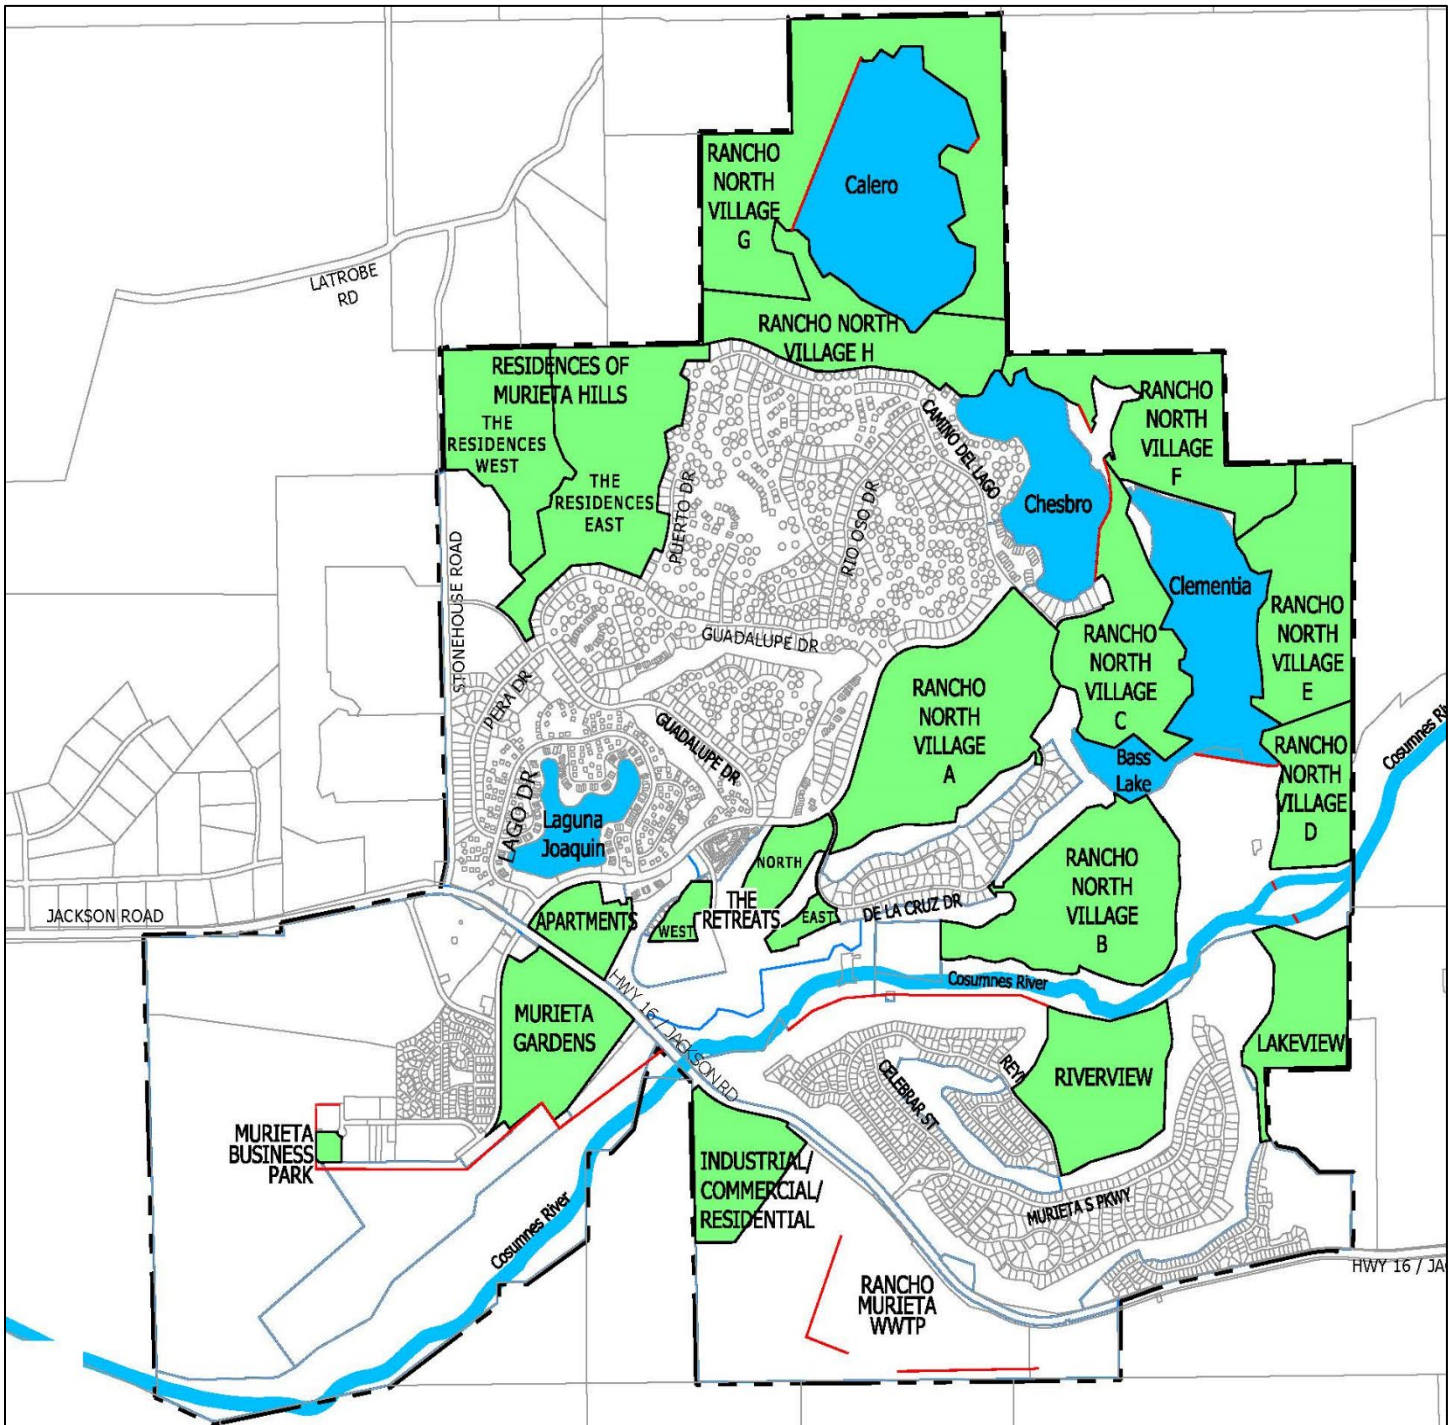 RANCHO
NORTH
VILLAGE
G
Calero
LATROBE
RD
RANCHO NORTH
VILLAGE H
RESIDENCES OF
MURIETA HILLS
THE
RESIDENCES
WEST
THE
RESIDENCES
EAST
PUERTO DR
RIO OSO DR
CAMINO DEL LAGO
Chesbro
RANCHO
NORTH
VILLAGE
F
Clementia
STONEHOUSE ROAD
GUADALUPE DR
RANCHO
NORTH
VILLAGE
E
RANCHO
NORTH
VILLAGE
C
RANCHO
NORTH
VILLAGE
A
PERA DR
GUADALUPE DR
LAGO DR
Laguna
Joaquin
Bass
Lake
RANCHO
NORTH
VILLAGE
D
Cosumnes Ri
RANCHO
NORTH
VILLAGE
B
NORTH
THE
RETREATS
WEST
EAST
DE LA CRUZ DR
JACKSON ROAD
APARTMENTS
MURIETA
GARDENS
HWY 16 / JACKSON RD
Cosumnes River
LAKEVIEW
RIVERVIEW
REY
CELEBRAR ST
MURIETA S PKWY
MURIETA
BUSINESS
PARK
INDUSTRIAL/
COMMERCIAL/
RESIDENTIAL
Cosumnes River
RANCHO
MURIETA
WWTP
HWY 16 / JA